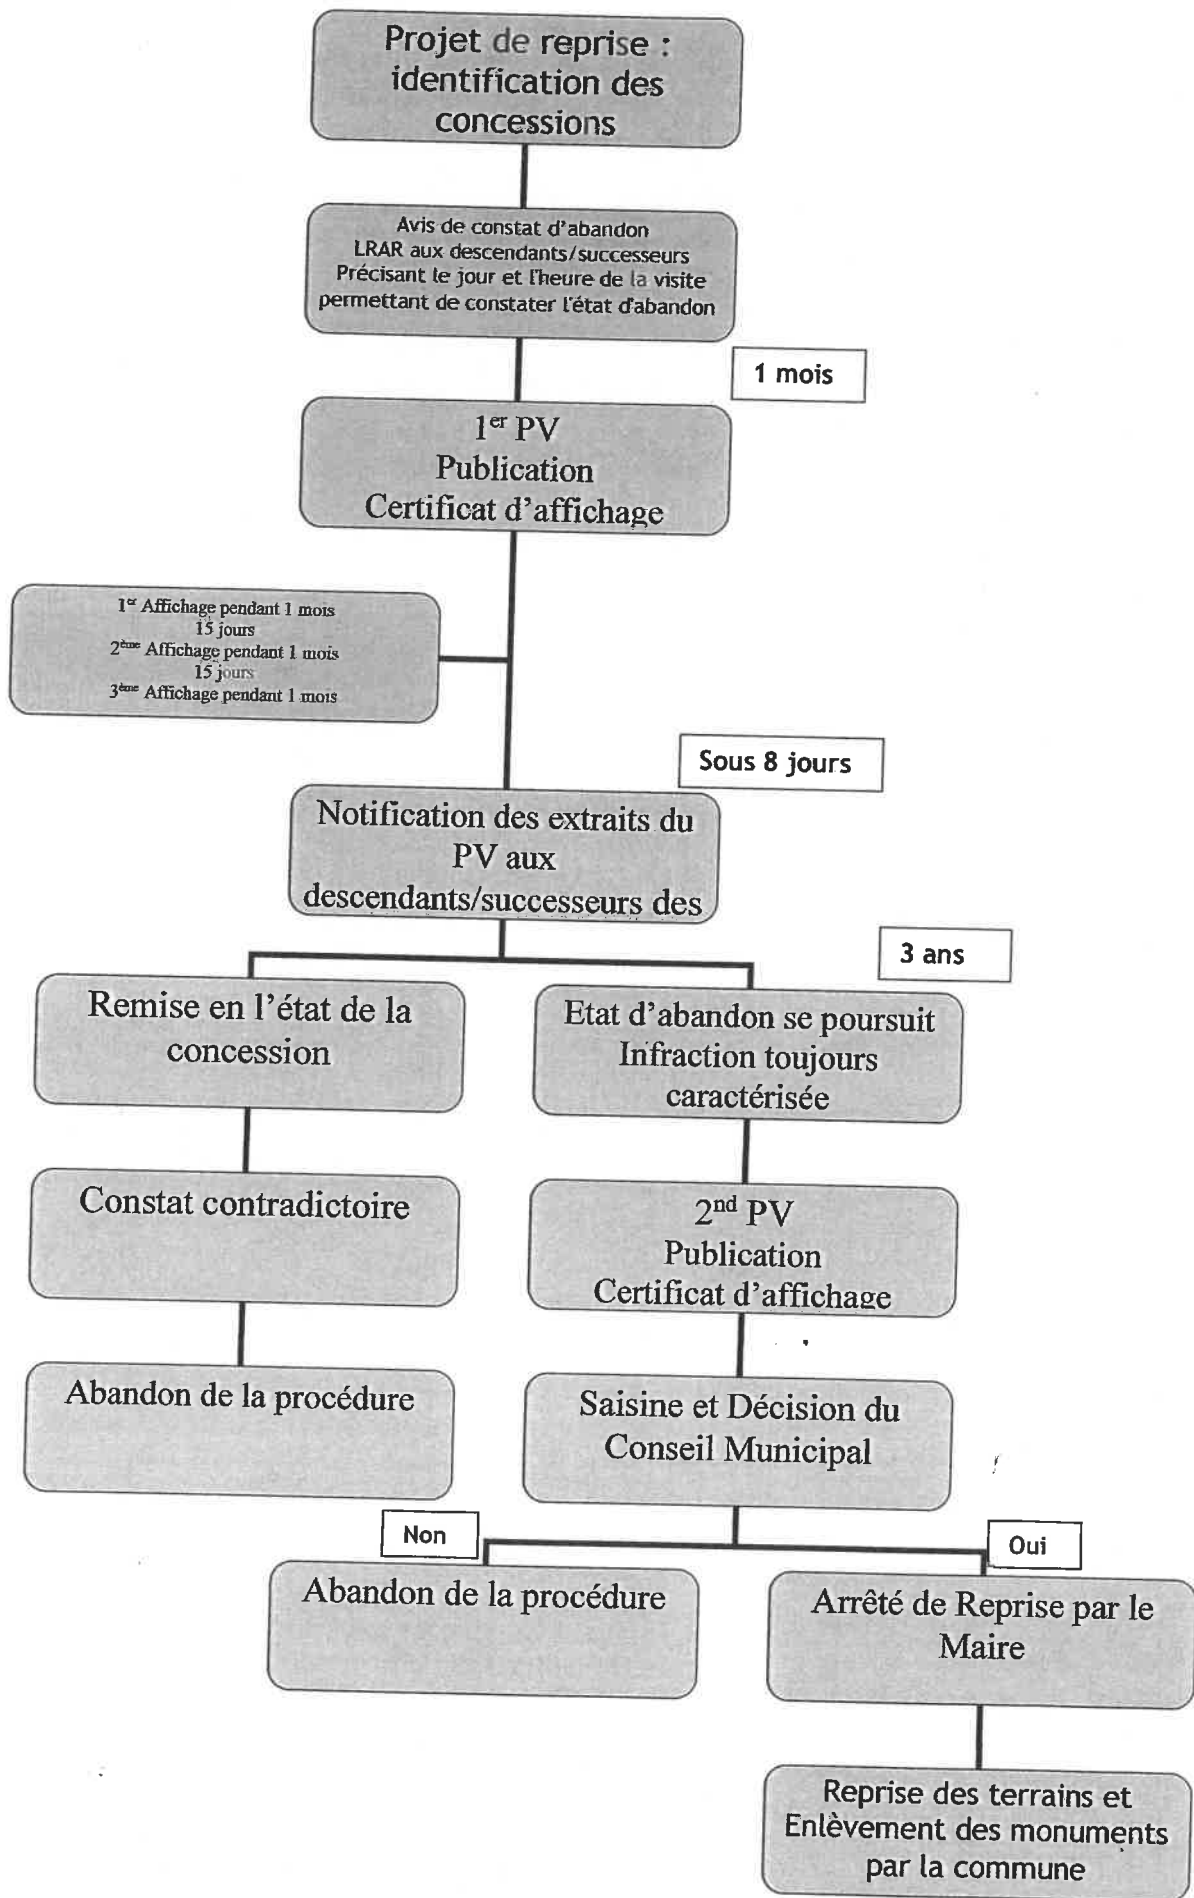 Projet de reprise :
identification des
concessions
Avis de constat d'abandon
LRAR aux descendants/successeurs
Précisant le jour et l'heure de la visite
permettant de constater l'état d'abandon
1 mois
1er PV
Publication
Certificat d'affichage
1er Affichage pendant 1 mois
15 jours
2ème Affichage pendant 1 mois
15 jours
3ème Affichage pendant 1 mois
Sous 8 jours
Notification des extraits du
PV aux
descendants/successeurs des
3 ans
Remise en l'état de la
concession
Etat d'abandon se poursuit
Infraction toujours
caractérisée
Constat contradictoire
2nd PV
Publication
Certificat d'affichage
Abandon de la procédure
Saisine et Décision du
Conseil Municipal
Non
Oui
Abandon de la procédure
Arrêté de Reprise par le
Maire
Reprise des terrains et
Enlèvement des monuments
par la commune